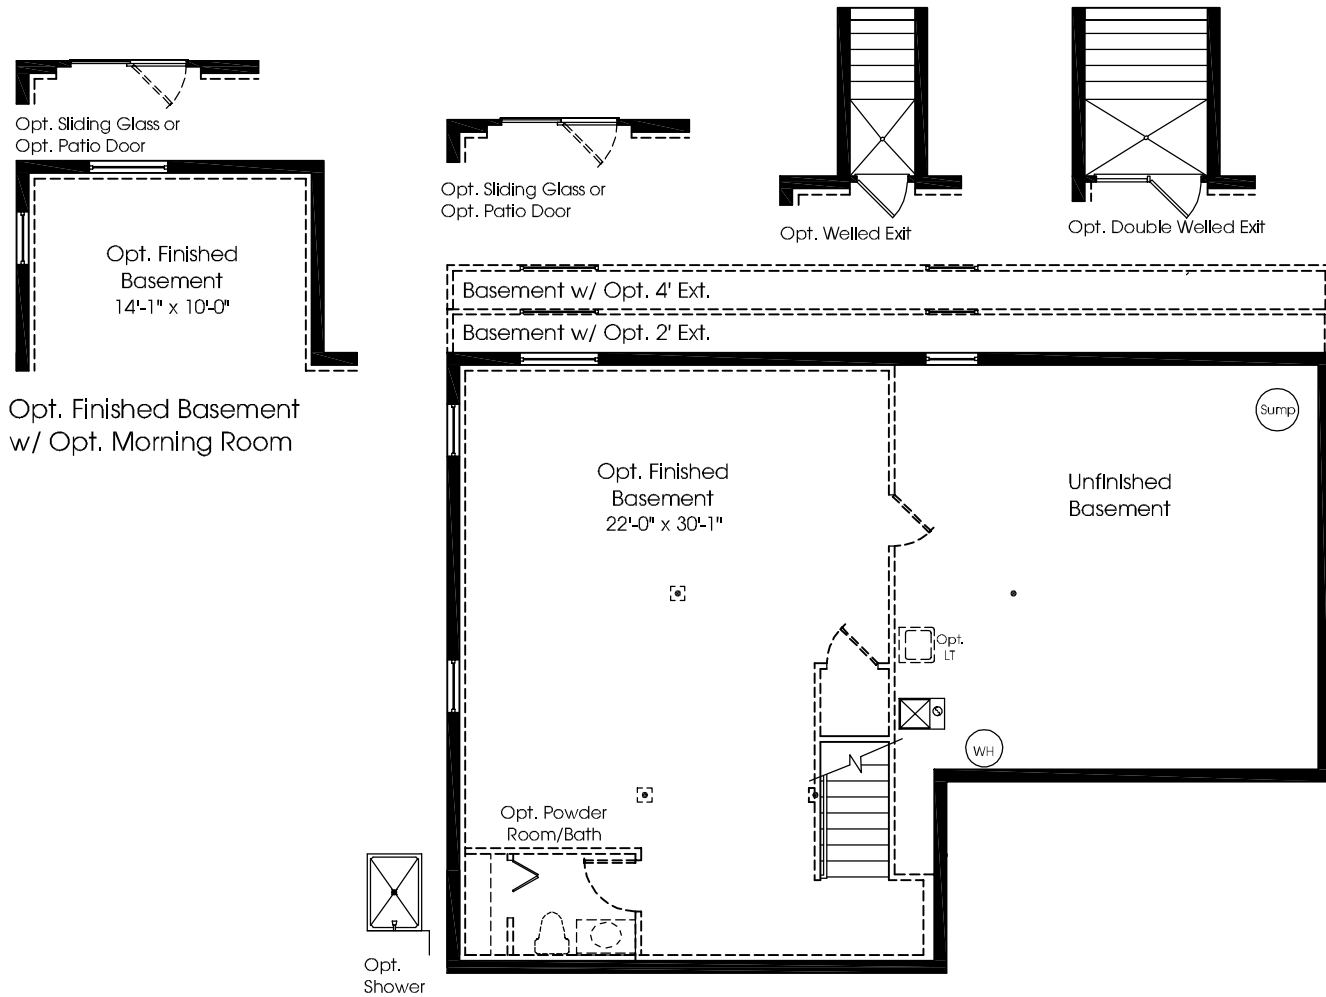 Opt. Sliding Glass or
Opt. Patio Door
Opt. Finished
Basement
14'-1" x 10'-0"
Opt. Finished Basement
w/ Opt. Morning Room
Opt. Sliding Glass or
Opt. Patio Door
Opt. Welled Exit
Opt. Double Welled Exit
Basement w/ Opt. 4' Ext.
Basement w/ Opt. 2' Ext.
Sump
Opt. Finished
Basement
22'-0" x 30'-1"
Unfinished
Basement
Opt.
LT
WH
Opt. Powder
Room/Bath
Opt.
Shower